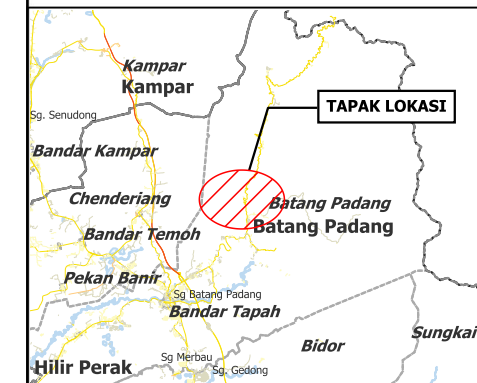 Kampar
Kampar
TAPAK LOKASI
Sg. Senudong
Bandar Kampar
Chenderiang
Batang Padang
Batang Padang
Bandar Temoh
Pekan Banir
Sg Batang Padang
Bandar Tapah
Sungkai
Bidor
Sg Merbau
Hilir Perak
Sg. Gedong